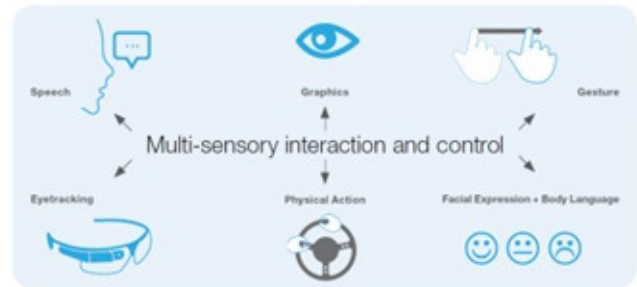 ...
Speech
Graphics
Gesture
Multi-sensory interaction and control
Eyetracking
Physical Action
Facial Expression + Body Language